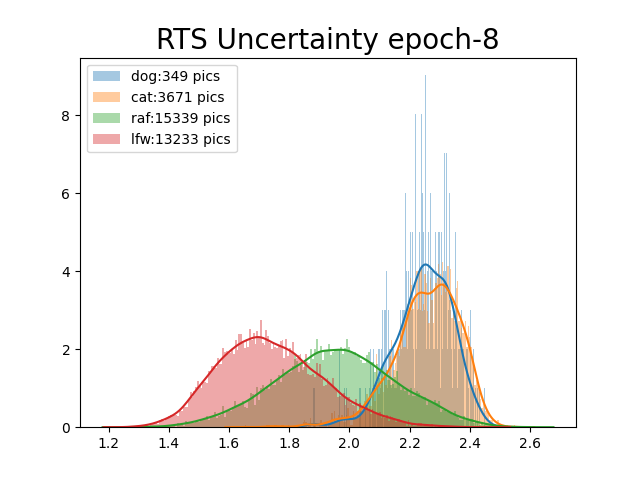 RTS Uncertainty epoch-8
dog:349 pics
cat:3671 pics
raf:15339 pics
lfw:13233 pics
8
6
4
2
0
1.2 1.4 1.6 1.8 2.0 2.2 2.4 2.6